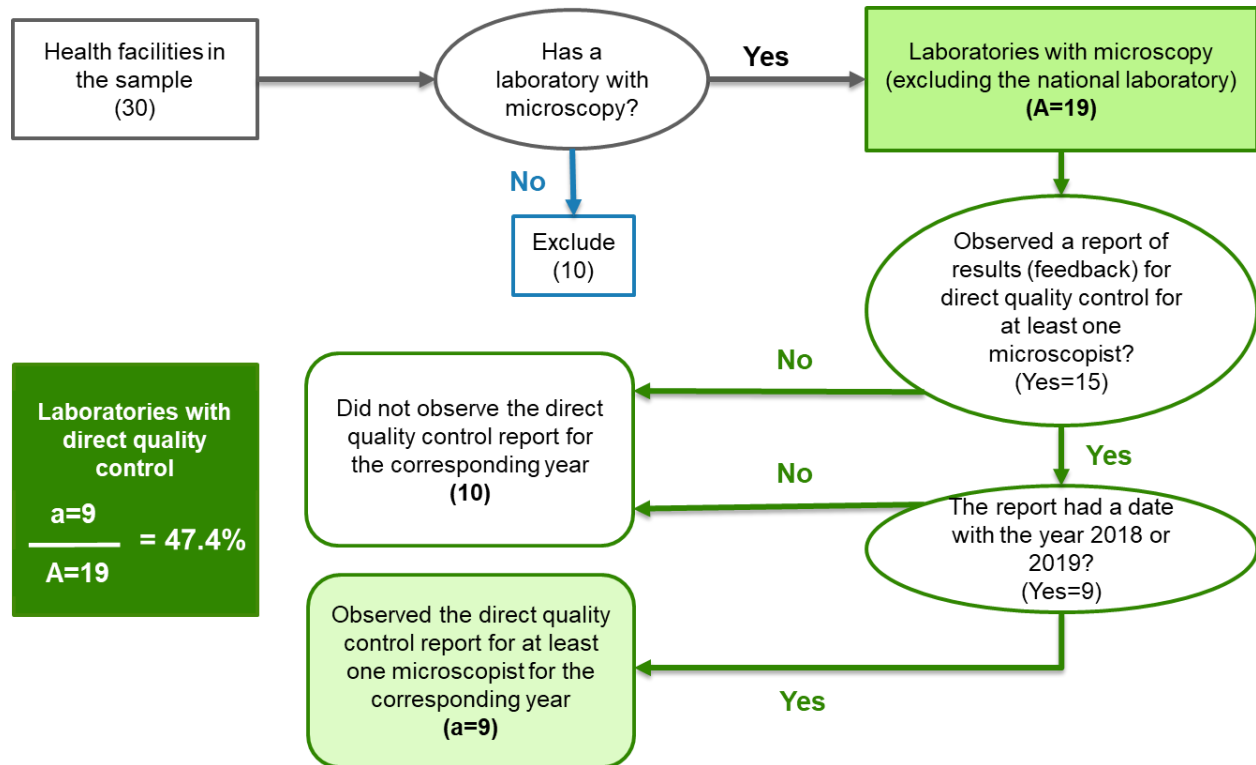 Health facilities in
the sample
(30)
Has a
laboratory with
microscopy?
Yes
Laboratories with microscopy
(excluding the national laboratory)
(A=19)
No
Exclude
(10)
Observed a report of
results (feedback) for
direct quality control for
at least one
microscopist?
(Yes=15)
No
Did not observe the direct
quality control report for
the corresponding year
(10)
Yes
No
The report had a date
with the year 2018 or
2019?
(Yes=9)
Laboratories with
direct quality
control
a=9
= 47.4%
A=19
Observed the direct quality
control report for at least
one microscopist for the
corresponding year
(a=9)
Yes